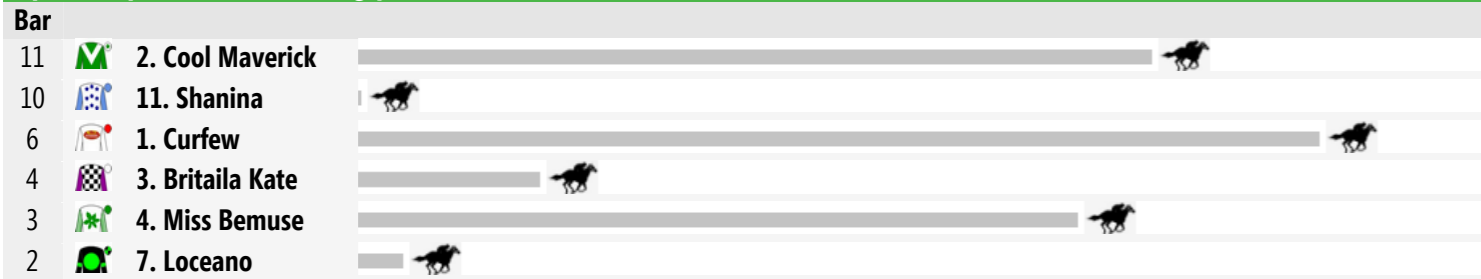 Bar
11 2. Cool Maverick
10 11. Shanina
6 1. Curfew
4 3. Britaila Kate
3 4. Miss Bemuse
2 7. Loceano